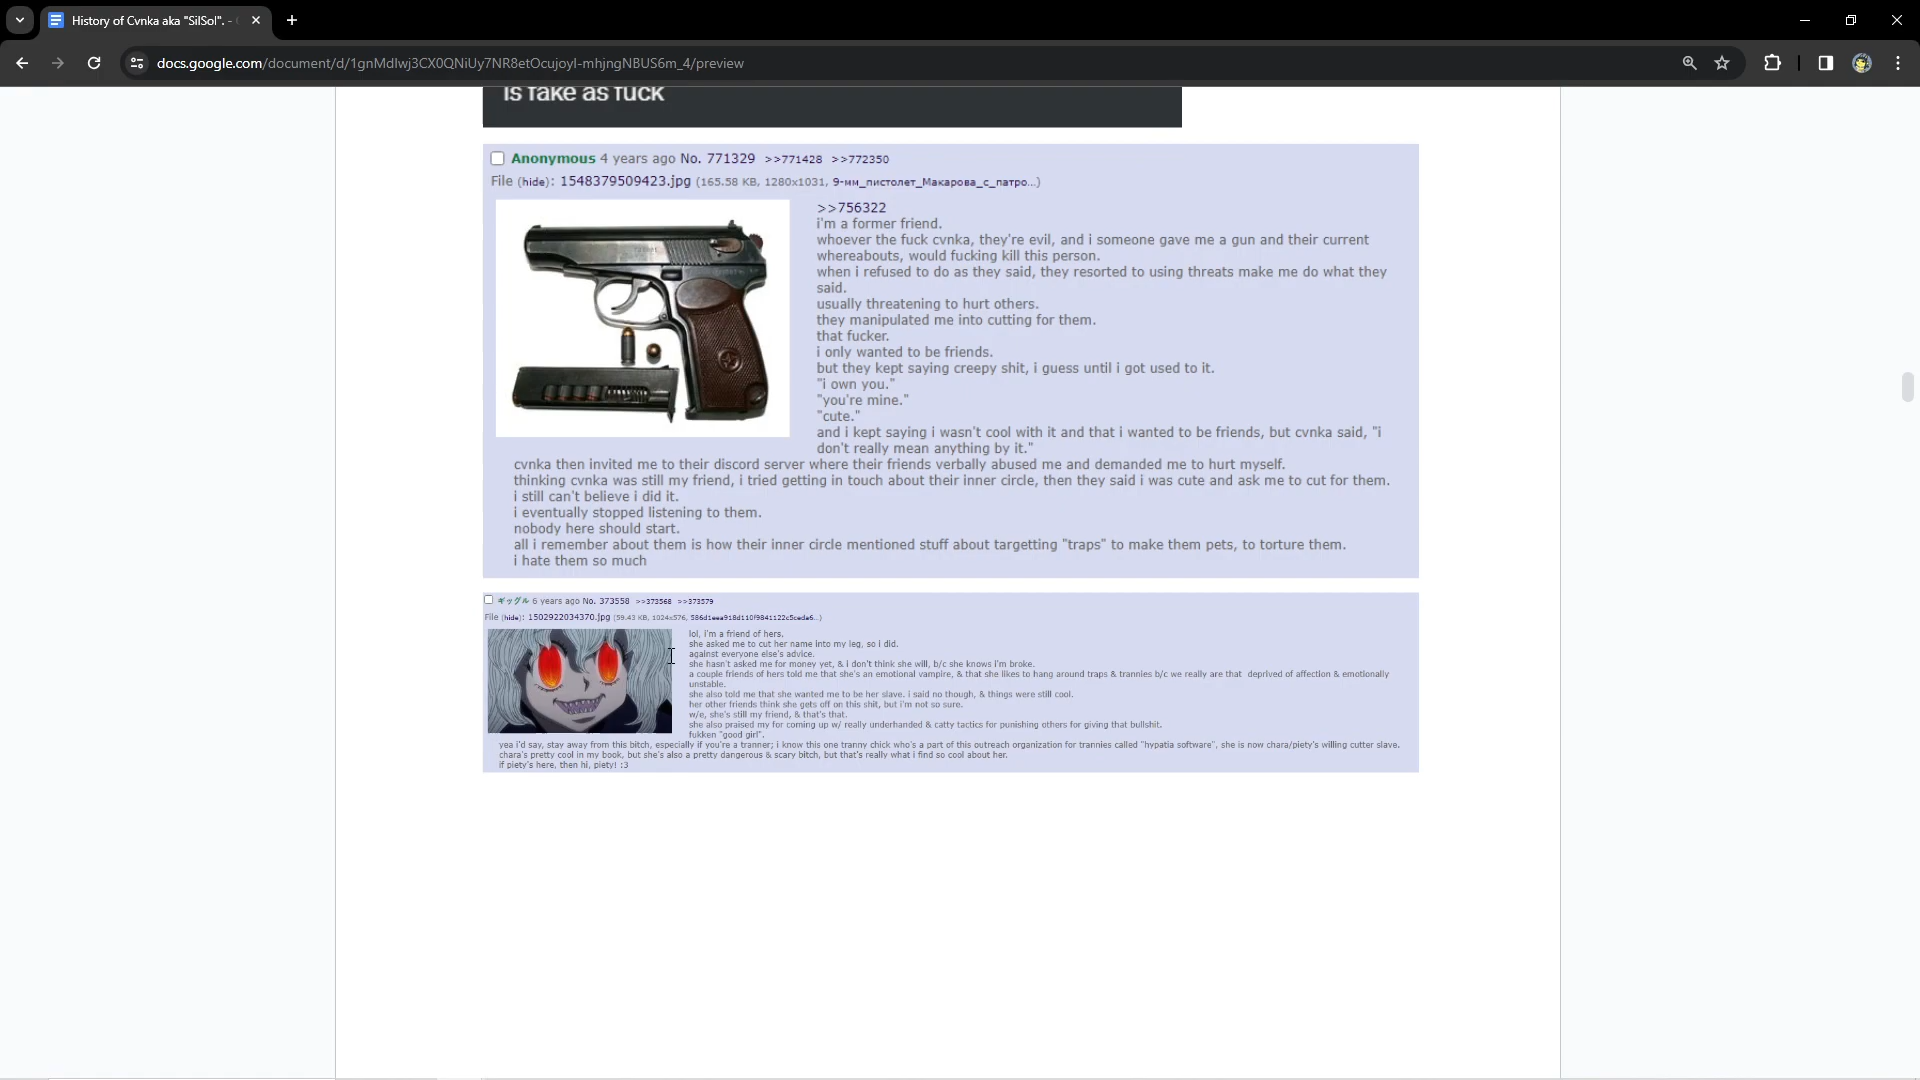 History of Cvnka aka "SilSol". -
docs.google.com/document/d/1gnMdIwj3CX0QNiUy7NR8etOcujoyI-mhjngNBUS6m_4/preview
is fake as fuck
Anonymous 4 years ago No. 771329 >>771428 >>772350
File (hide): 1548379509423.jpg (165.58 KB, 1280x1031, 9-мм_пистолет_Макарова_с_патро...)
>>756322
i'm a former friend.
whoever the fuck cvnka, they're evil, and i someone gave me a gun and their current
whereabouts, would fucking kill this person.
when i refused to do as they said, they resorted to using threats make me do what they
said.
usually threatening to hurt others.
they manipulated me into cutting for them.
that fucker.
i only wanted to be friends.
but they kept saying creepy shit, i guess until i got used to it.
"i own you."
"you're mine."
"cute."
and i kept saying i wasn't cool with it and that i wanted to be friends, but cvnka said, "i
don't really mean anything by it."
cvnka then invited me to their discord server where their friends verbally abused me and demanded me to hurt myself.
thinking cvnka was still my friend, i tried getting in touch about their inner circle, then they said i was cute and ask me to cut for them.
i still can't believe i did it.
i eventually stopped listening to them.
nobody here should start.
all i remember about them is how their inner circle mentioned stuff about targetting "traps" to make them pets, to torture them.
i hate them so much
ギッグル 6 years ago No. 373558 >>373568 >>373579
File (hide): 1502922034370.jpg (59.43 KB, 1024x576, 586d1eea918d110f9841122c5ceda6...)
lol, i'm a friend of hers.
she asked me to cut her name into my leg, so i did.
against everyone else's advice.
she hasn't asked me for money yet, & i don't think she will, b/c she knows i'm broke.
a couple friends of hers told me that she's an emotional vampire, & that she likes to hang around traps & trannies b/c we really are that deprived of affection & emotionally
unstable.
she also told me that she wanted me to be her slave. i said no though, & things were still cool.
her other friends think she gets off on this shit, but i'm not so sure.
w/e, she's still my friend, & that's that.
she also praised my for coming up w/ really underhanded & catty tactics for punishing others for giving that bullshit.
fukken "good girl".
yea i'd say, stay away from this bitch, especially if you're a tranner; i know this one tranny chick who's a part of this outreach organization for trannies called "hypatia software", she is now chara/piety's willing cutter slave.
chara's pretty cool in my book, but she's also a pretty dangerous & scary bitch, but that's really what i find so cool about her.
if piety's here, then hi, piety! :3